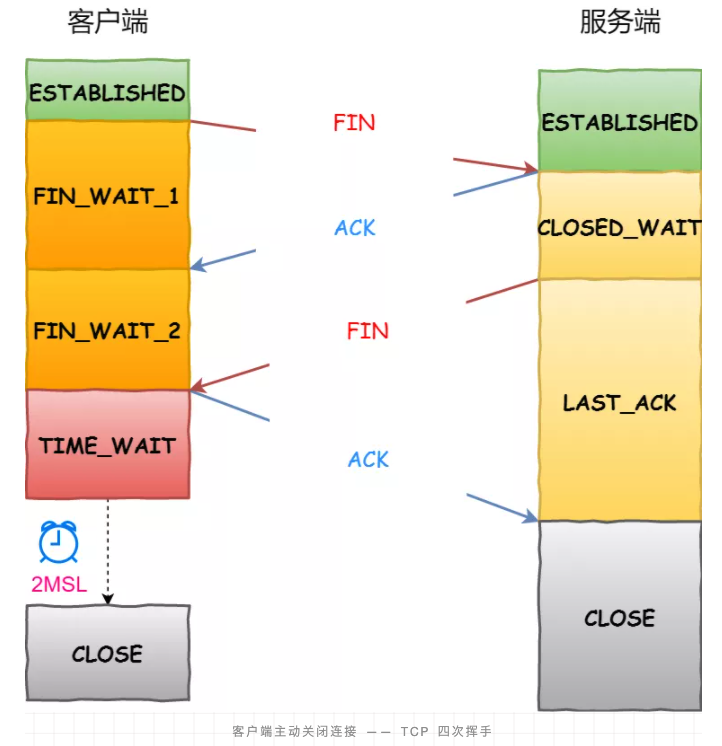 客户端
服务端
ESTABLISHED
FIN
ESTABLISHED
FIN_WAIT_1
ACK
CLOSED_WAIT
FIN_WAIT_2
FIN
LAST_ACK
TIME_WAIT
ACK
2MSL
CLOSE
CLOSE
客户端主动关闭连接 —— TCP 四次挥手